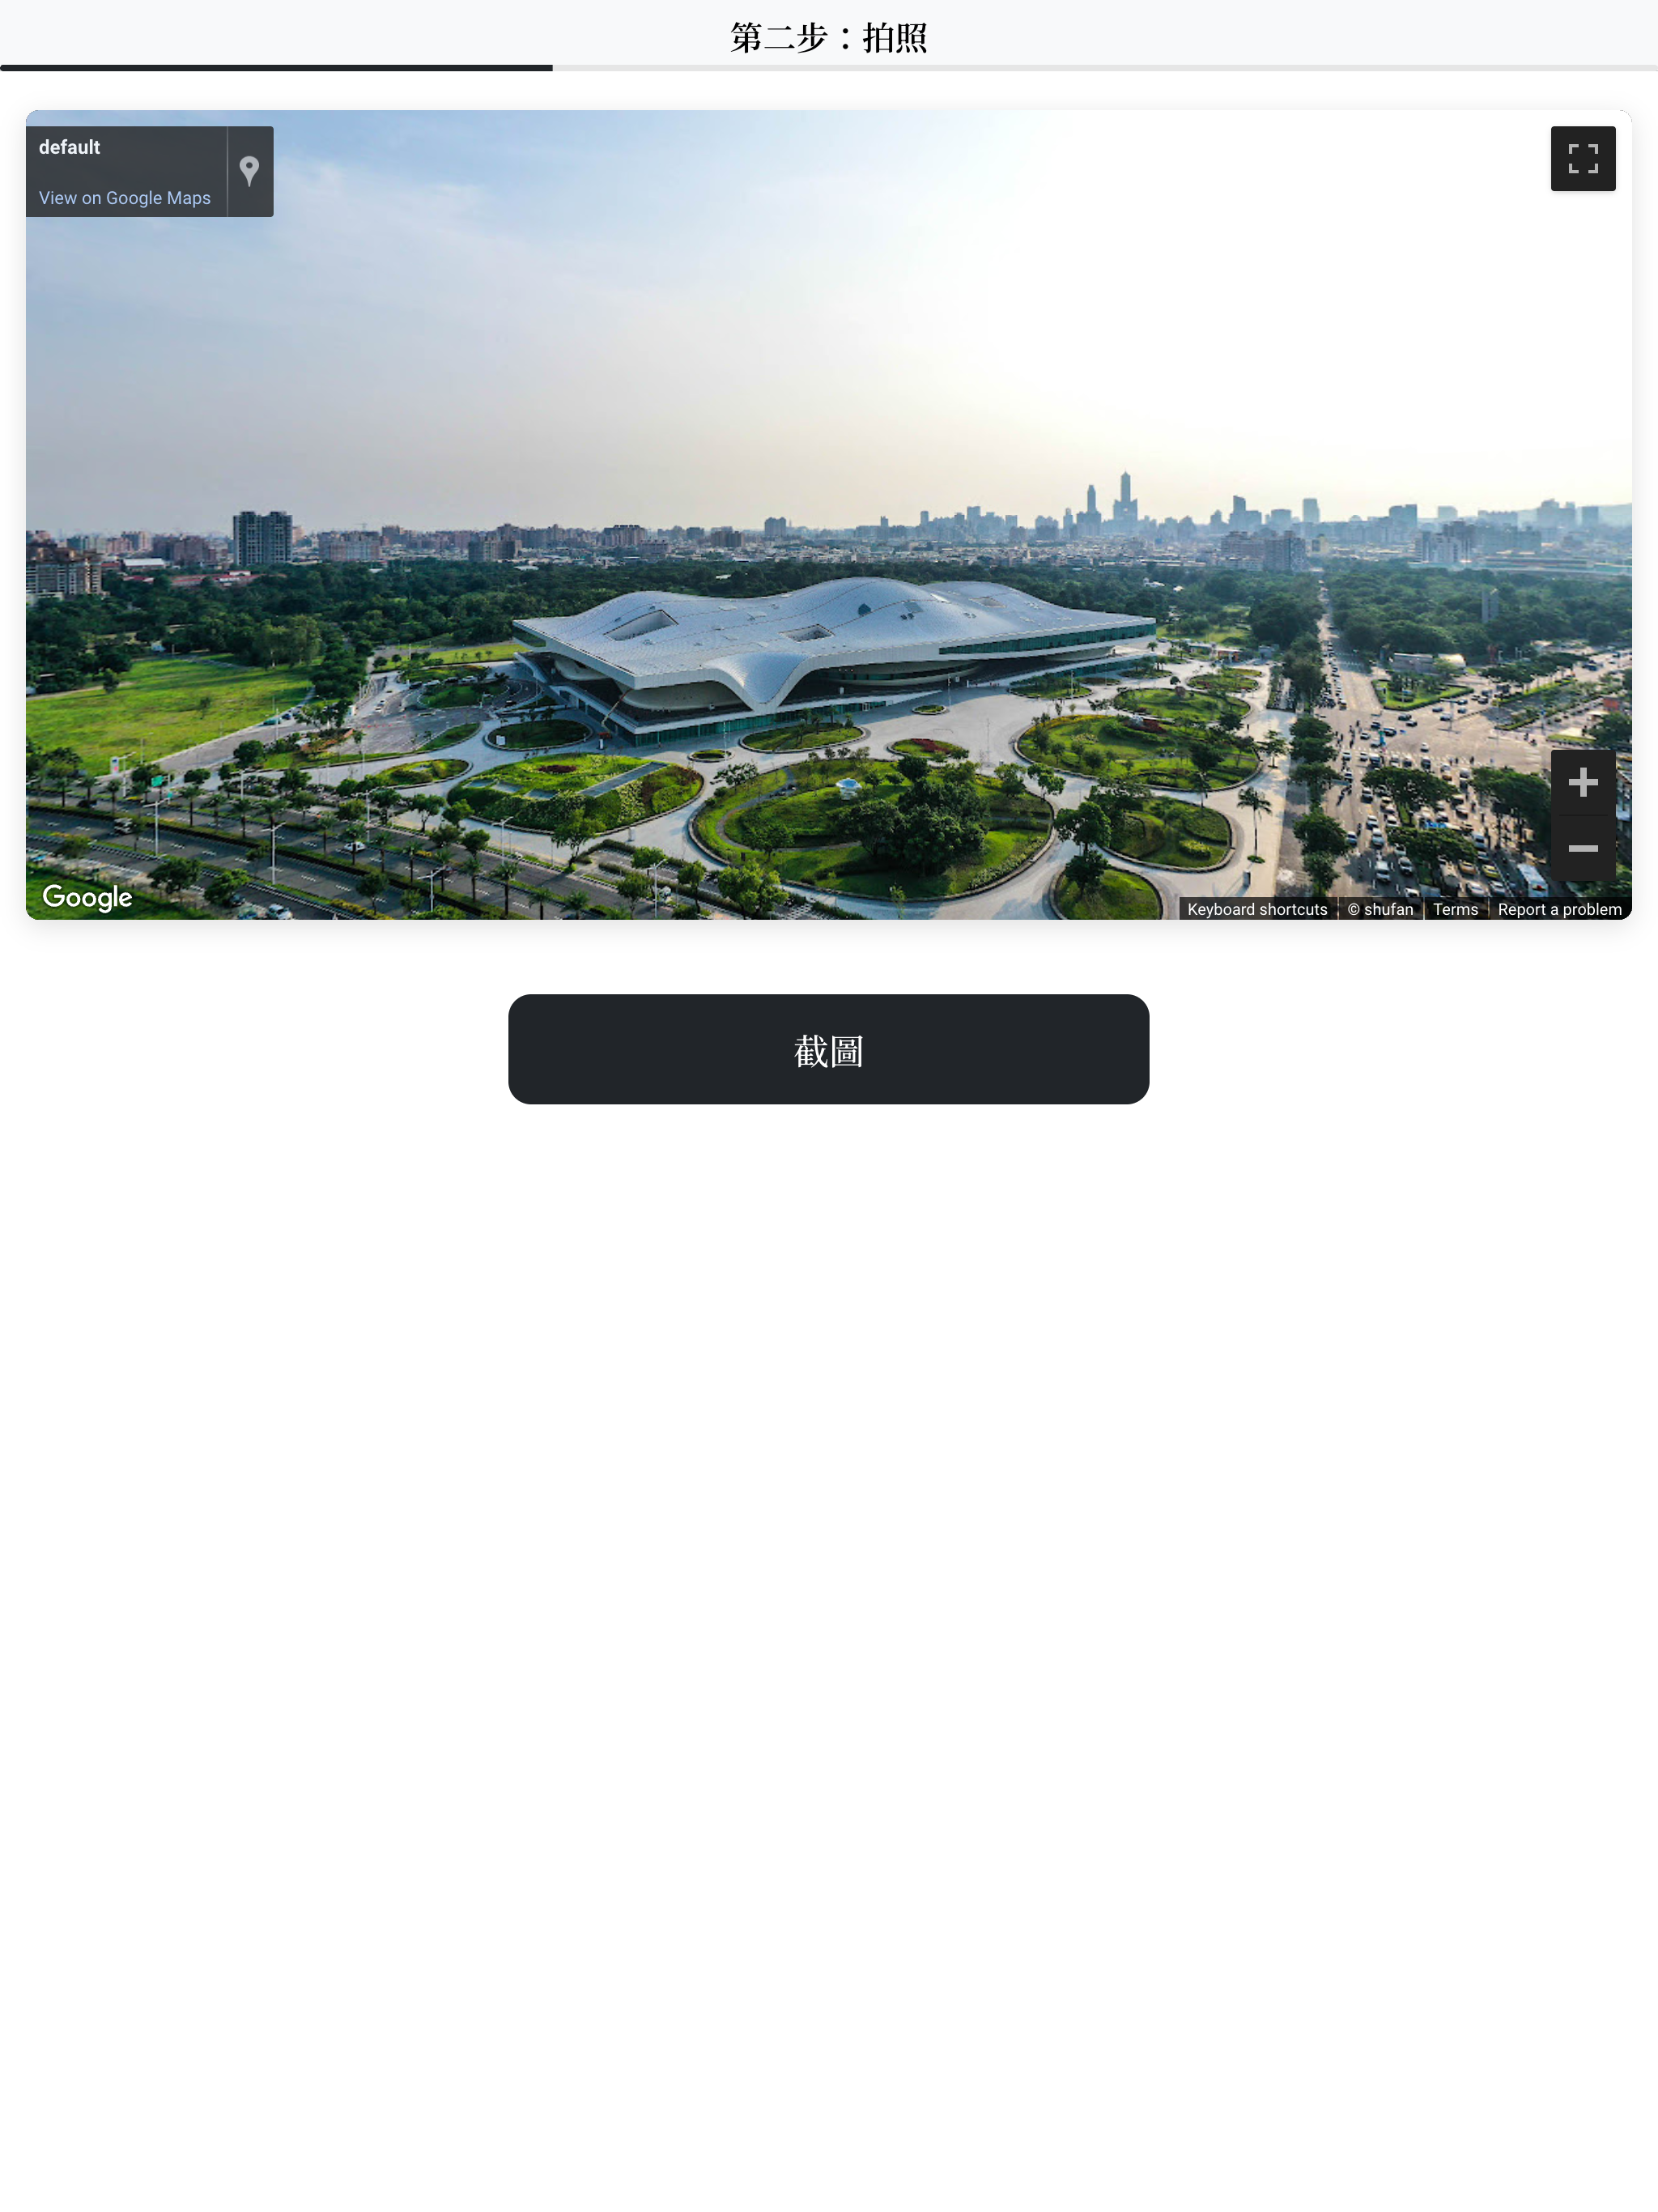 第二步：拍照
default
View on Google Maps
Google
Keyboard shortcuts
© shufan
Terms
Report a problem
截圖